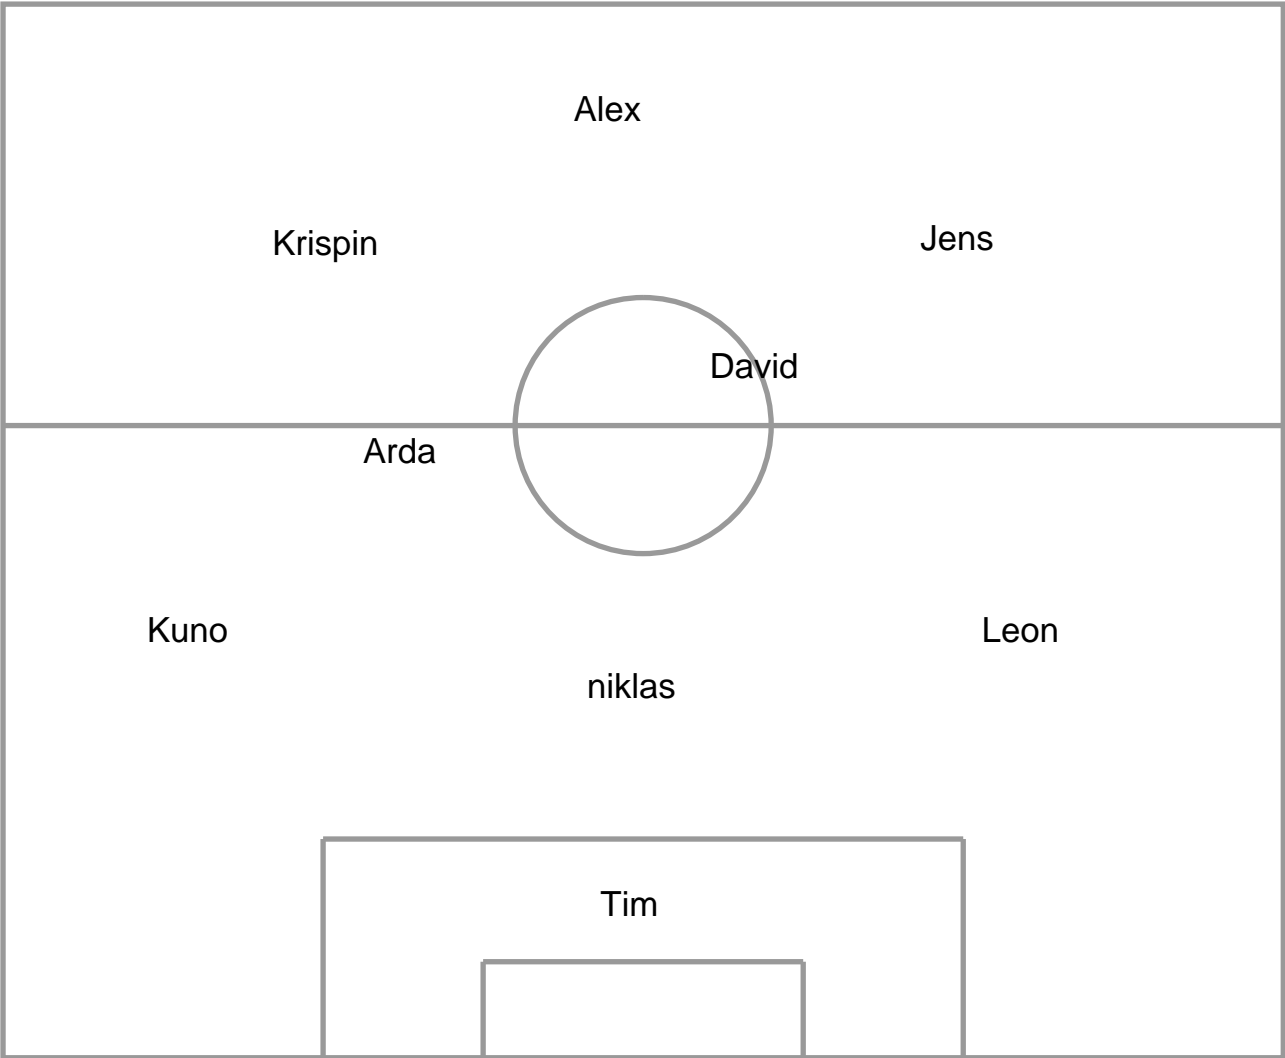 Alex
Krispin
Jens
David
Arda
Kuno
Leon
niklas
Tim